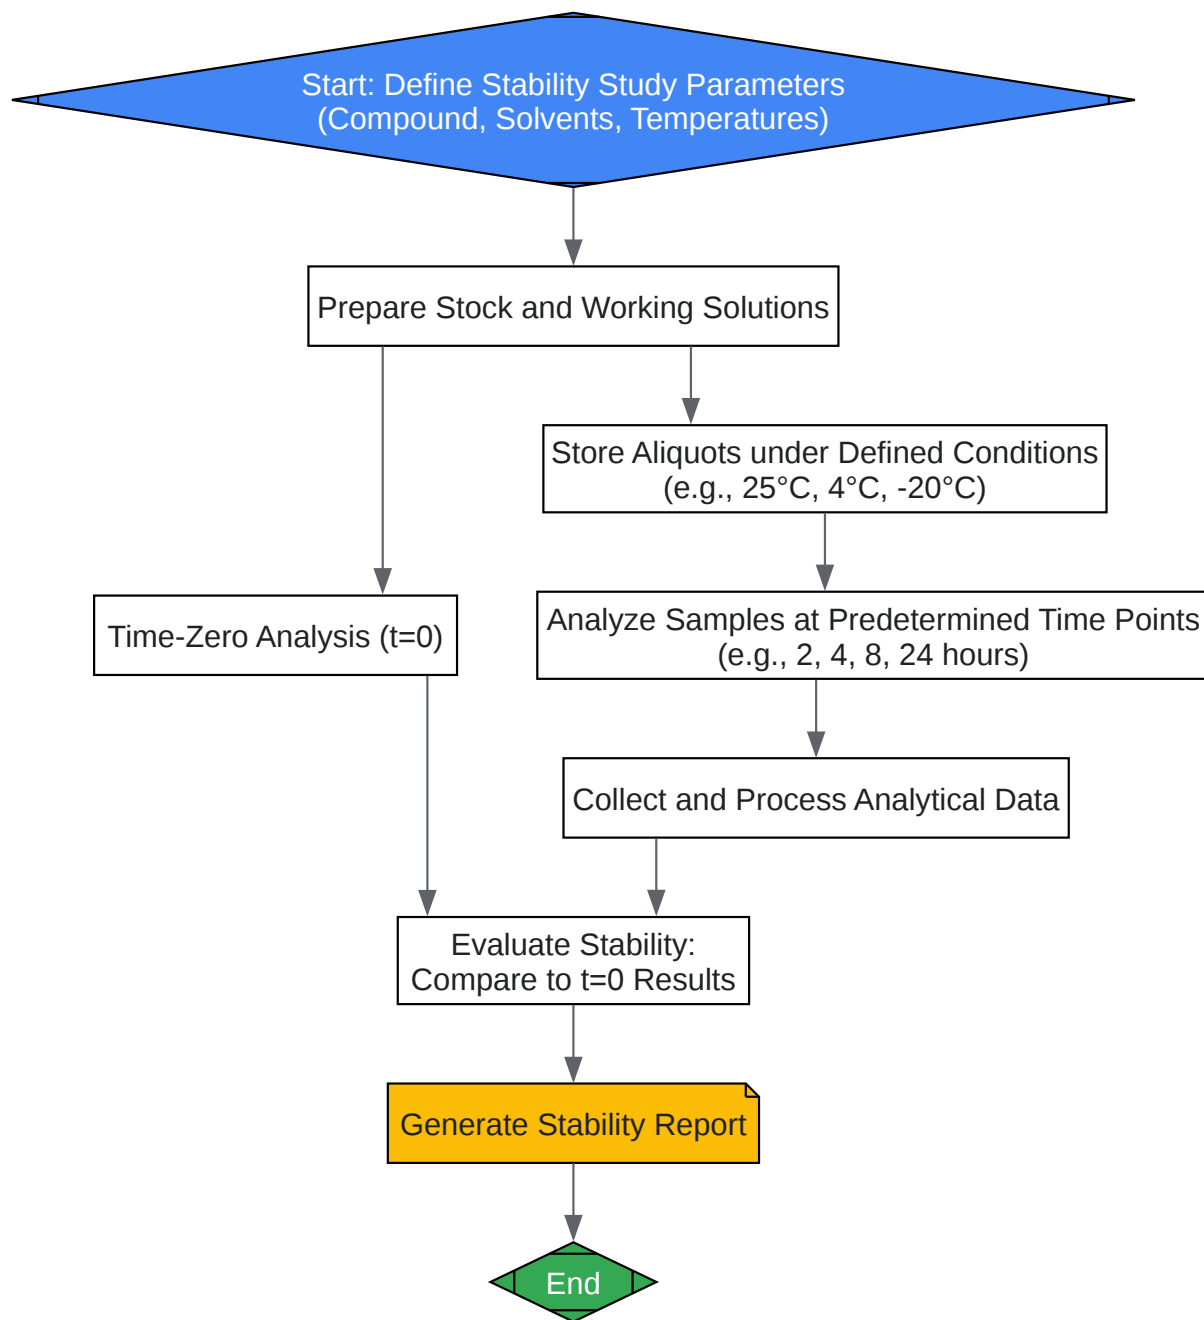 Start: Define Stability Study Parameters
(Compound, Solvents, Temperatures)
Prepare Stock and Working Solutions
Store Aliquots under Defined Conditions
(e.g., 25°C, 4°C, -20°C)
Time-Zero Analysis (t=0)
Analyze Samples at Predetermined Time Points
(e.g., 2, 4, 8, 24 hours)
Collect and Process Analytical Data
Evaluate Stability:
Compare to t=0 Results
Generate Stability Report
End